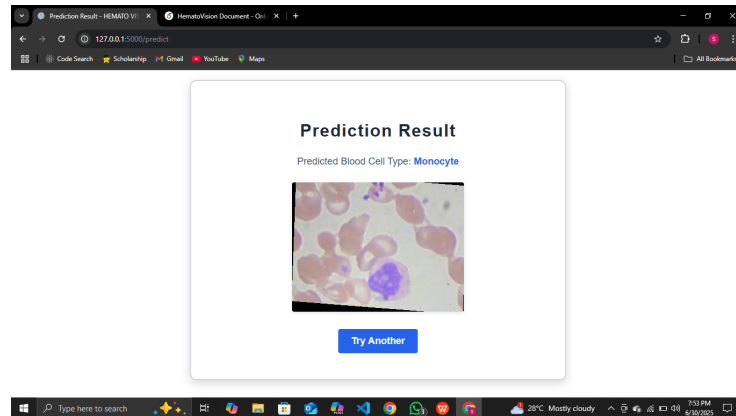 Prediction Result - HEMATO VI
HematoVision Document - Onl
127.0.0.1:5000/predict
S
Code Search
Scholarship
Gmail
YouTube
Maps
All Bookmarks
Prediction Result
Predicted Blood Cell Type: Monocyte
Try Another
Type here to search
28°C Mostly cloudy
7:53 PM
6/30/2025